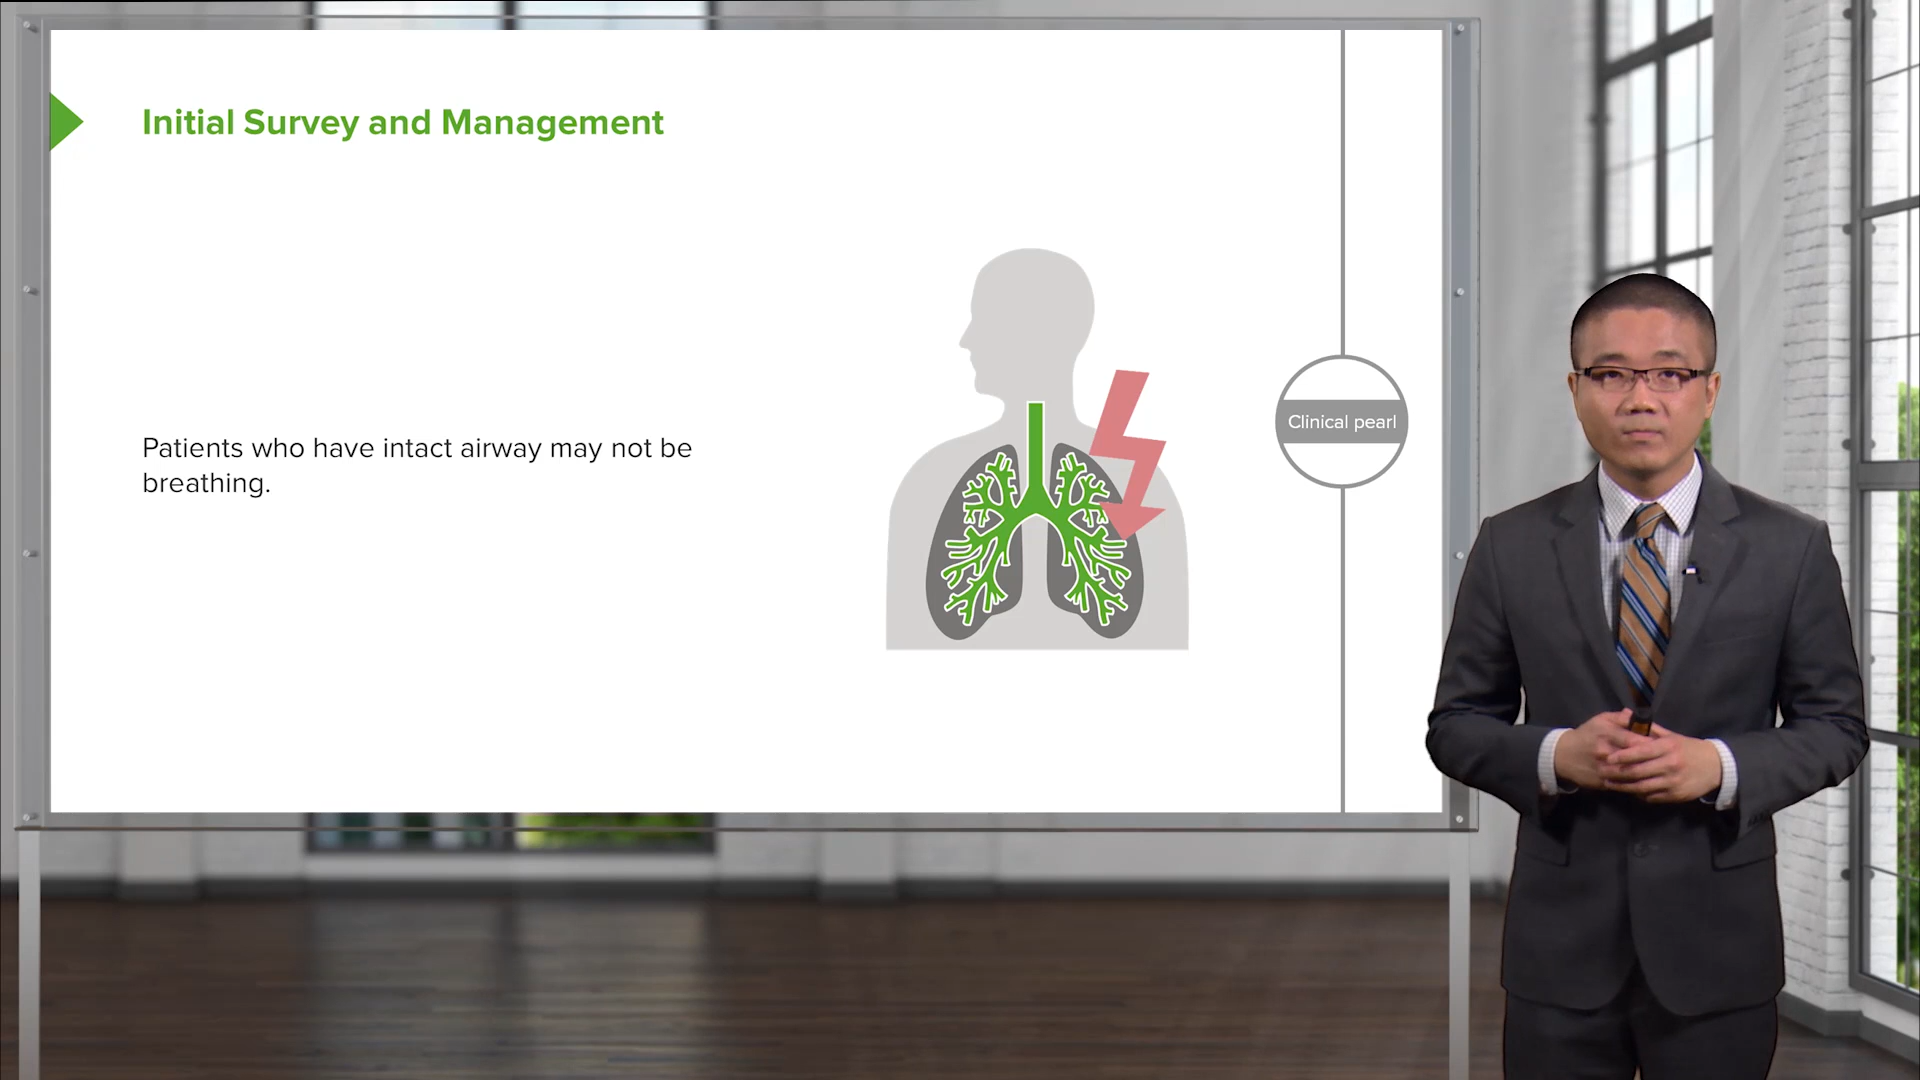 Initial Survey and Management
Patients who have intact airway may not be
breathing.
Clinical pearl